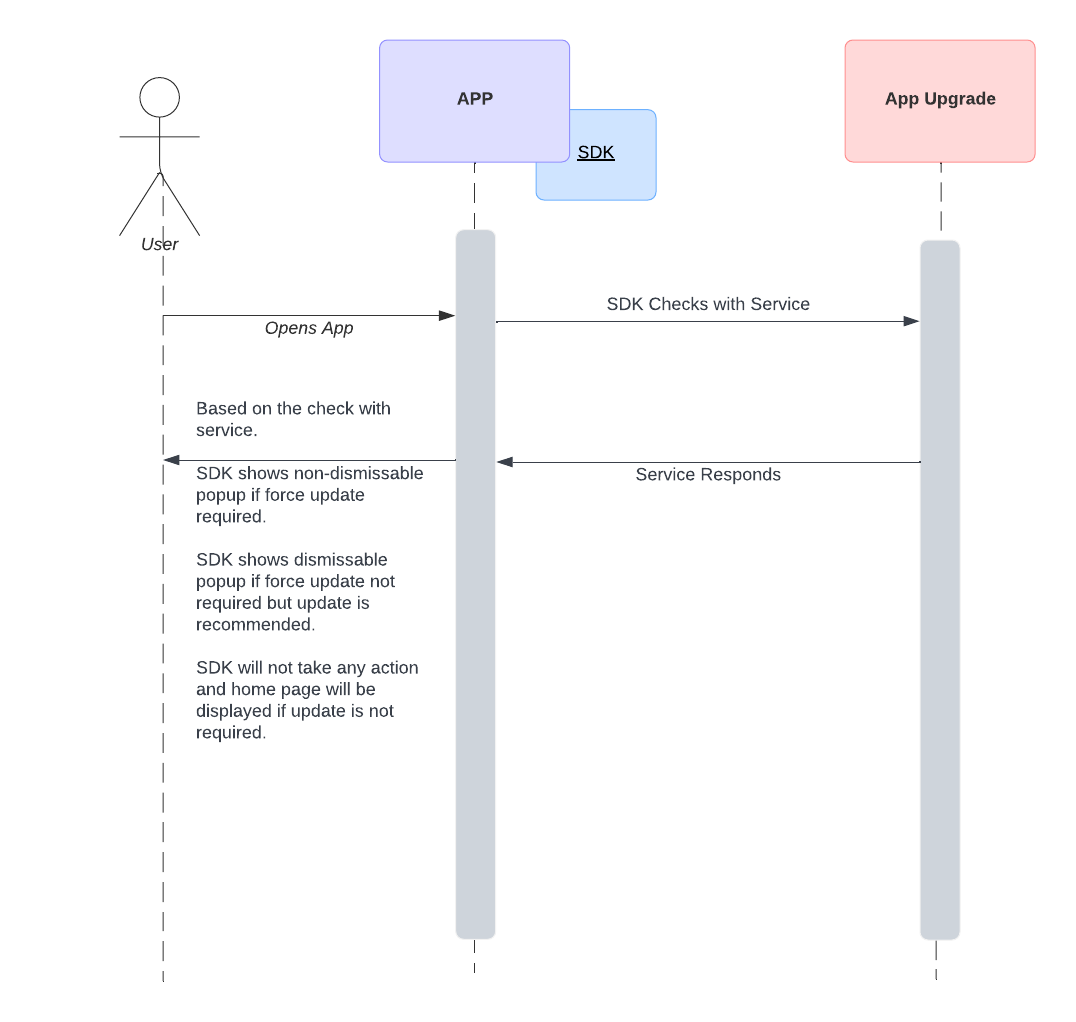 APP
App Upgrade
SDK
User
SDK Checks with Service
Opens App
Based on the check with
service.
SDK shows non-dismissable
popup if force update
required.
SDK shows dismissable
popup if force update not
required but update is
recommended.
SDK will not take any action
and home page will be
displayed if update is not
required.
Service Responds